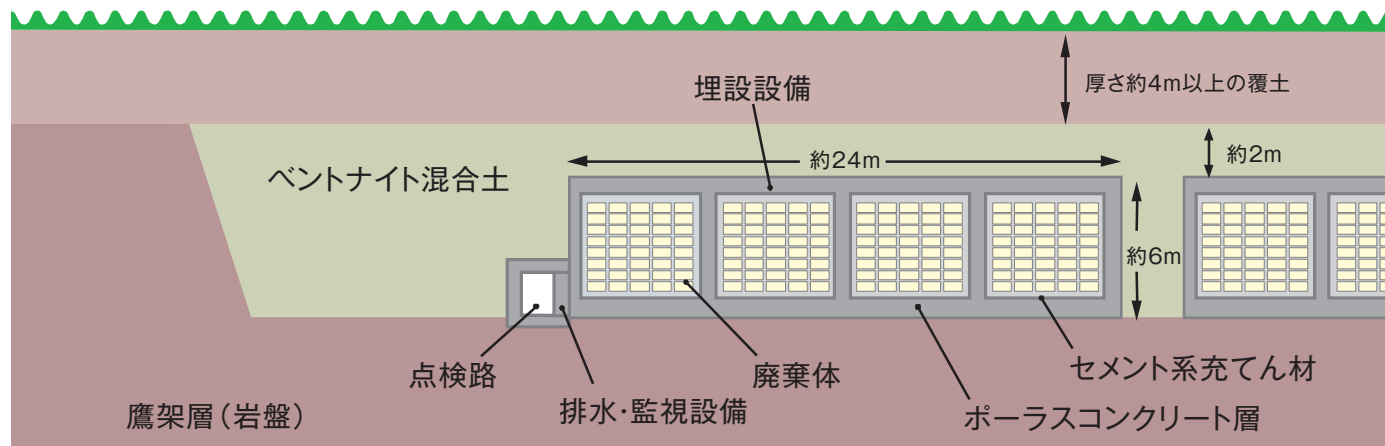 厚さ約4m以上の覆土
埋設設備
約24m
約2m
ベントナイト混合土
約6m
点検路
排水・監視設備
廃棄体
セメント系充てん材
ポーラスコンクリート層
鷹架層（岩盤）